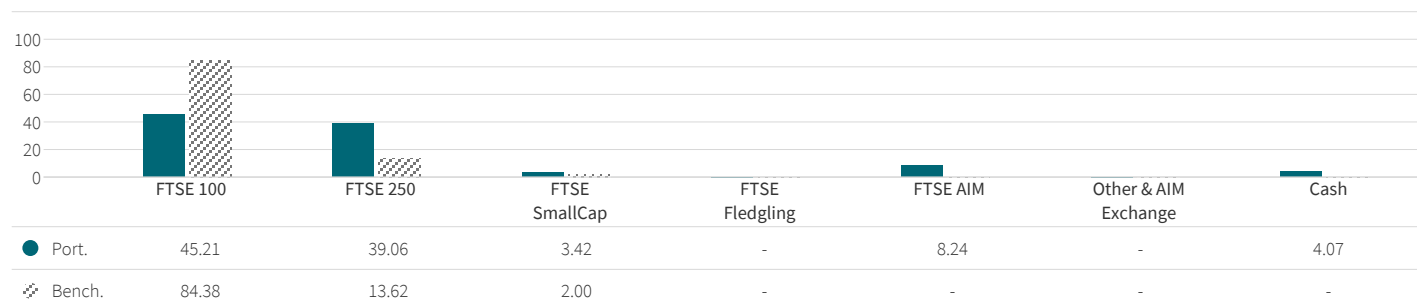 100
80
60
40
20
0
FTSE 100 FTSE 250 FTSE FTSE FTSE AIM Other & AIM Cash
SmallCap Fledgling Exchange
Port. 45.21 39.06 3.42 - 8.24 - 4.07
Bench. 84.38 13.62 2.00 - - - -